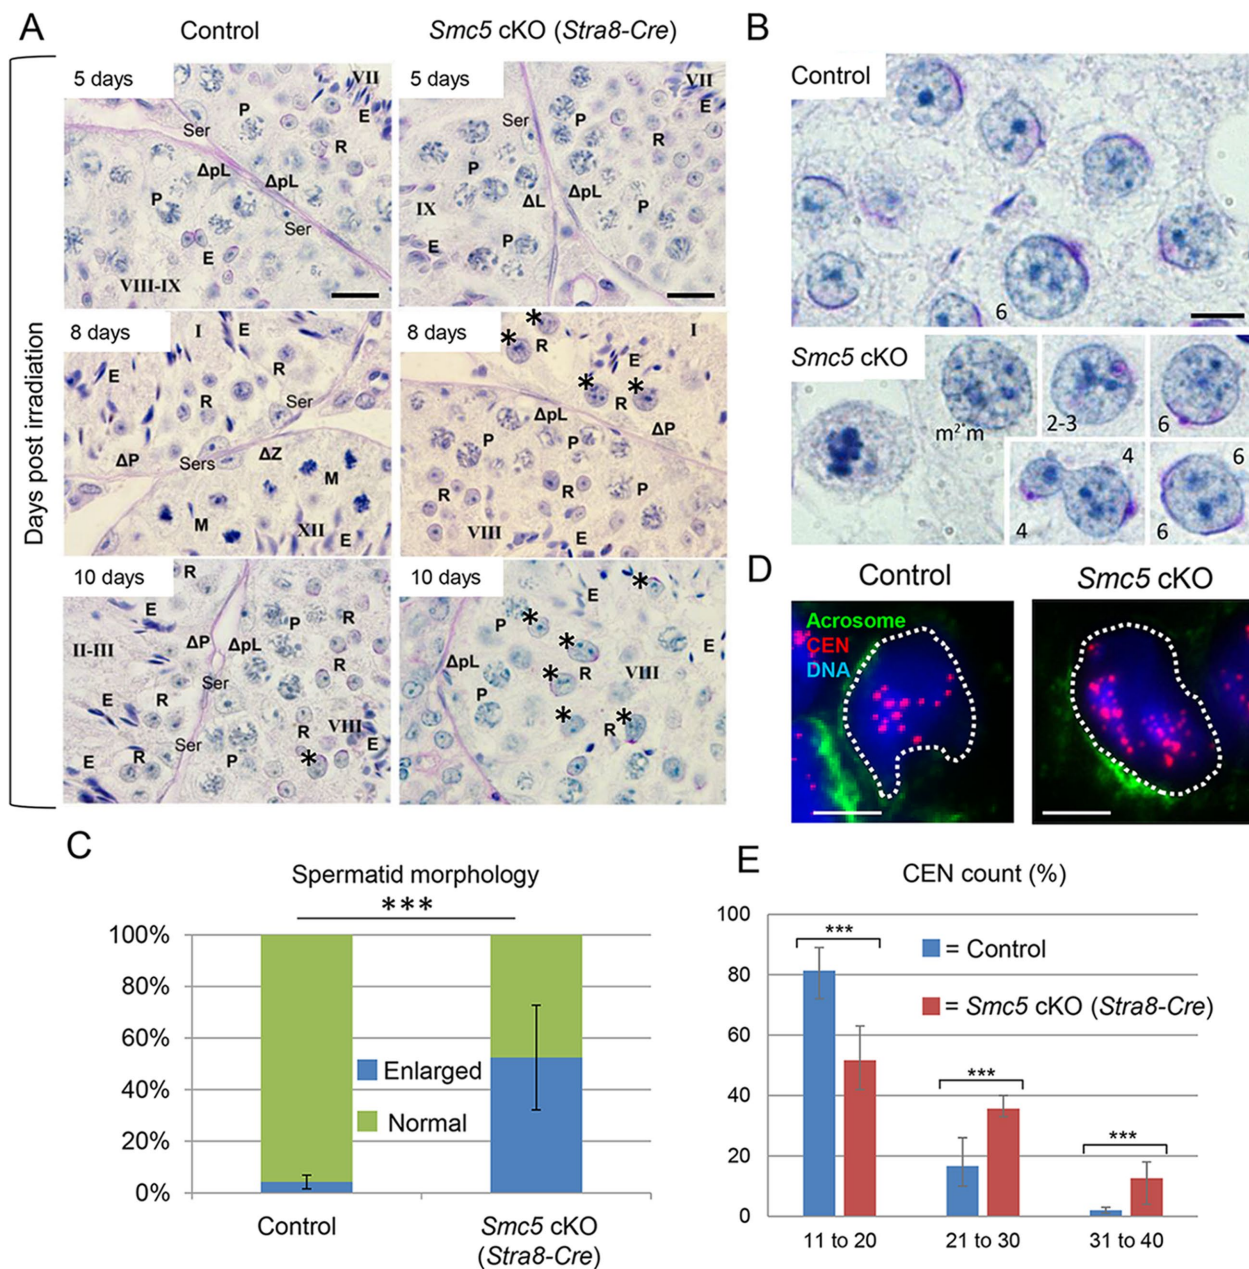 A
Control
Smc5 cKO (Stra8-Cre)
Days post irradiation
5 days
VII
P
E
Ser
R
ΔpL
ΔpL
P
Ser
E
VIII-IX
5 days
VII
Ser
P
E
R
P
ΔL
ΔpL
IX
E
P
8 days
I
E
R
E
R
Ser
ΔP
Sers
ΔZ
M
M
XII
E
8 days
*
*
R
I
E
*
*
R
ΔpL
ΔP
P
P
R
R
P
VIII
E
10 days
R
P
E
ΔP
ΔpL
P
R
II-III
Ser
E
R
R
VIII
E
Ser
E
R
P
*
10 days
*
E
P
*
*
E
R
VIII
ΔpL
*
P
*
R
*
B
Control
6
Smc5 cKO
m²˚m
2-3
6
4
4
6
C
Spermatid morphology
***
100%
80%
60%
40%
20%
0%
Enlarged
Normal
Control
Smc5 cKO
(Stra8-Cre)
D
Control
Smc5 cKO
Acrosome
CEN
DNA
E
CEN count (%)
100
80
60
40
20
0
***
***
***
= Control
= Smc5 cKO (Stra8-Cre)
11 to 20
21 to 30
31 to 40